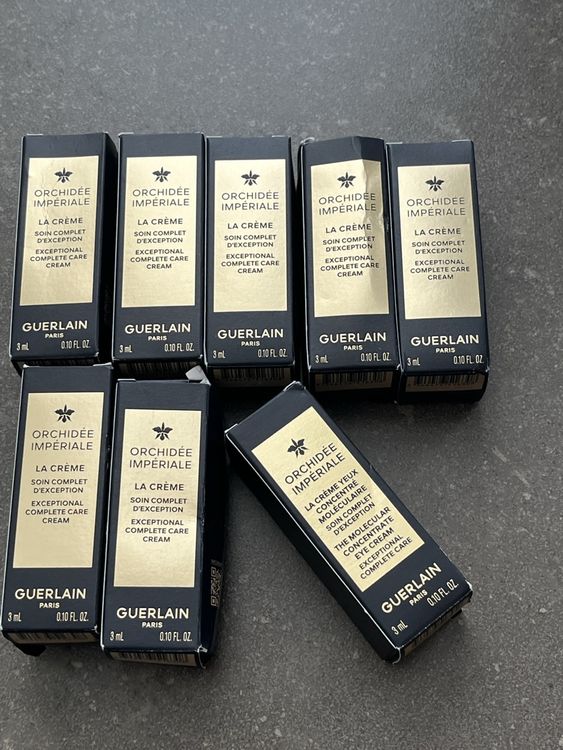 ORCHIDÉE
IMPÉRIALE
LA CRÈME
SOIN COMPLET
D'EXCEPTION
EXCEPTIONAL
COMPLETE CARE
CREAM
GUERLAIN
PARIS
3 mL 0.10 FL. OZ.
ORCHIDÉE
IMPÉRIALE
LA CRÈME
SOIN COMPLET
D'EXCEPTION
EXCEPTIONAL
COMPLETE CARE
CREAM
GUERLAIN
PARIS
3 mL 0.10 FL. OZ.
ORCHIDÉE
IMPÉRIALE
LA CRÈME
SOIN COMPLET
D'EXCEPTION
EXCEPTIONAL
COMPLETE CARE
CREAM
GUERLAIN
PARIS
3 mL 0.10 FL. OZ.
ORCHIDÉE
IMPÉRIALE
LA CRÈME
SOIN COMPLET
D'EXCEPTION
EXCEPTIONAL
COMPLETE CARE
CREAM
GUERLAIN
PARIS
3 mL 0.10 FL. OZ.
ORCHIDÉE
IMPÉRIALE
LA CRÈME
SOIN COMPLET
D'EXCEPTION
EXCEPTIONAL
COMPLETE CARE
CREAM
GUERLAIN
PARIS
3 mL 0.10 FL. OZ.
ORCHIDÉE
IMPÉRIALE
LA CRÈME
SOIN COMPLET
D'EXCEPTION
EXCEPTIONAL
COMPLETE CARE
CREAM
GUERLAIN
PARIS
3 mL 0.10 FL. OZ.
ORCHIDÉE
IMPÉRIALE
LA CRÈME
SOIN COMPLET
D'EXCEPTION
EXCEPTIONAL
COMPLETE CARE
CREAM
GUERLAIN
PARIS
3 mL 0.10 FL. OZ.
ORCHIDÉE
IMPÉRIALE
LA CRÈME YEUX
CONCENTRÉ
MOLÉCULAIRE
SOIN COMPLET
D'EXCEPTION
THE MOLECULAR
CONCENTRATE
EYE CREAM
EXCEPTIONAL
COMPLETE CARE
GUERLAIN
PARIS
3 mL 0.10 FL. OZ.